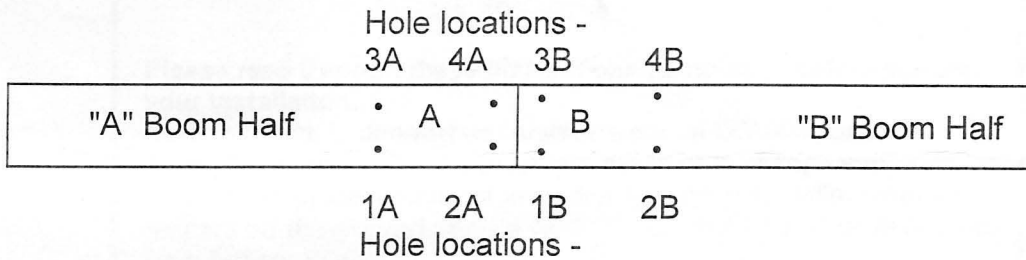 Hole locations -
3A 4A 3B 4B
"A" Boom Half A B "B" Boom Half
1A 2A 1B 2B
Hole locations -